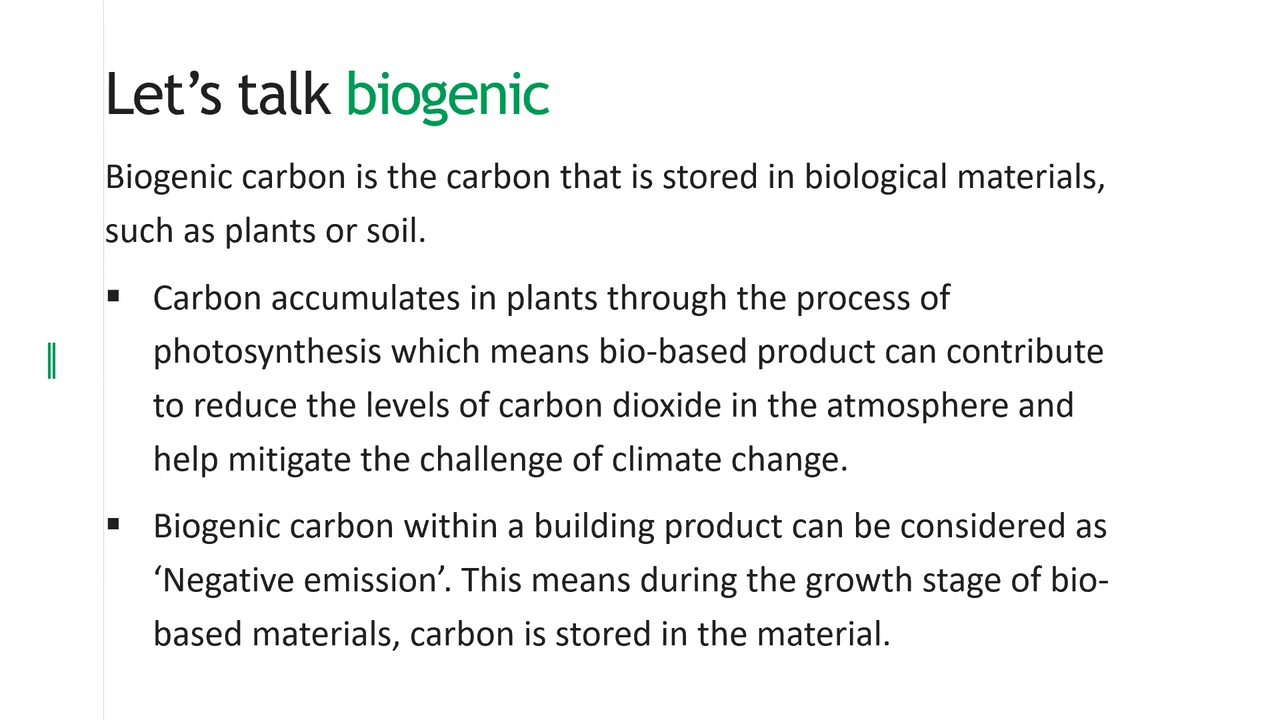 Let’s talk biogenic
Biogenic carbon is the carbon that is stored in biological materials,
such as plants or soil.
▪ Carbon accumulates in plants through the process of
photosynthesis which means bio-based product can contribute
to reduce the levels of carbon dioxide in the atmosphere and
help mitigate the challenge of climate change.
▪ Biogenic carbon within a building product can be considered as
‘Negative emission’. This means during the growth stage of bio-
based materials, carbon is stored in the material.